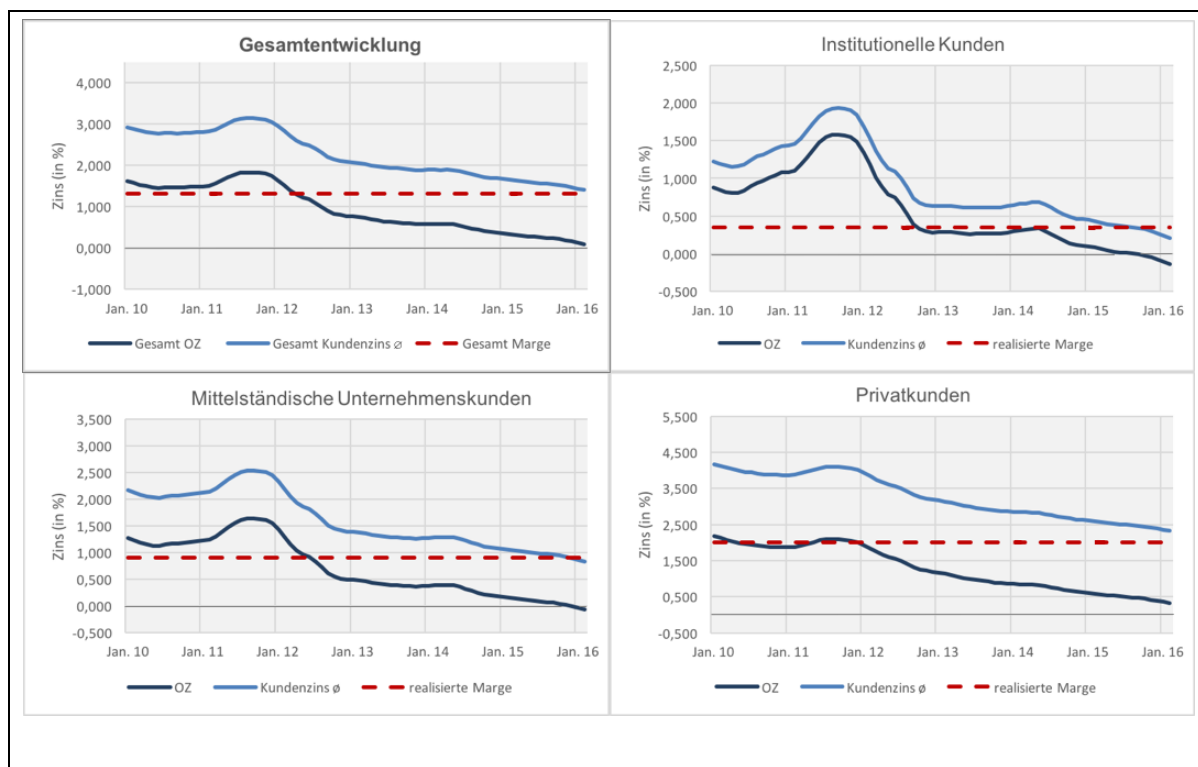 Gesamtentwicklung
Zins (in %)
4,000
3,000
2,000
1,000
0,000
-1,000
Jan. 10 Jan. 11 Jan. 12 Jan. 13 Jan. 14 Jan. 15 Jan. 16
Gesamt OZ Gesamt Kundenzins ⌀ Gesamt Marge
Institutionelle Kunden
Zins (in %)
2,500
2,000
1,500
1,000
0,500
0,000
-0,500
Jan. 10 Jan. 11 Jan. 12 Jan. 13 Jan. 14 Jan. 15 Jan. 16
OZ Kundenzins ø realisierte Marge
Mittelständische Unternehmenskunden
Zins (in %)
3,500
3,000
2,500
2,000
1,500
1,000
0,500
0,000
-0,500
Jan. 10 Jan. 11 Jan. 12 Jan. 13 Jan. 14 Jan. 15 Jan. 16
OZ Kundenzins ø realisierte Marge
Privatkunden
Zins (in %)
5,500
4,500
3,500
2,500
1,500
0,500
-0,500
Jan. 10 Jan. 11 Jan. 12 Jan. 13 Jan. 14 Jan. 15 Jan. 16
OZ Kundenzins ø realisierte Marge